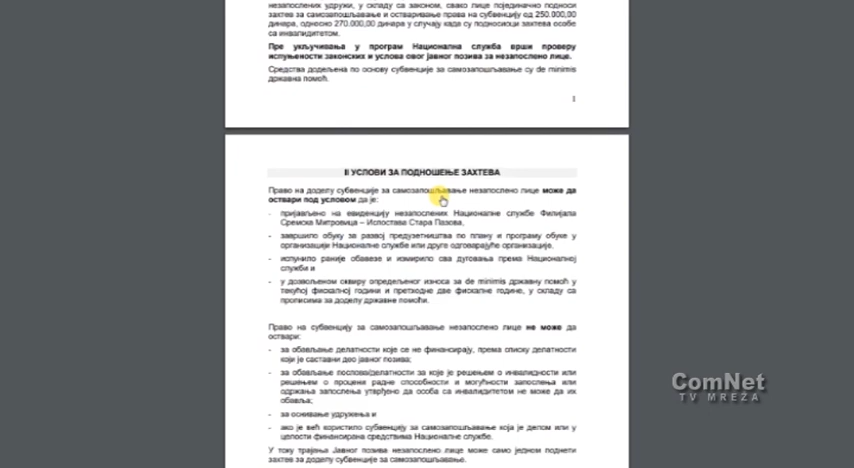 незапослених удружи, у складу са законом, свако лице појединачно подноси
захтев за самозапошљавање и остваривање права на субвенцију од 250.000,00
динара, односно 270.000,00 динара у случају када су подносиоци захтева особе
са инвалидитетом.
Пре укључивања у програм Национална служба врши проверу
испуњености законских и услова овог јавног позива за незапослено лице.
Средства додељена по основу субвенције за самозапошљавање су de minimis
државна помоћ.
1
II УСЛОВИ ЗА ПОДНОШЕЊЕ ЗАХТЕВА
Право на доделу субвенције за самозапошљавање незапослено лице може да
оствари под условом да је:
- пријављено на евиденцију незапослених Националне службе Филијала
Сремска Митровица – Испостава Стара Пазова,
- завршило обуку за развој предузетништва по плану и програму обуке у
организацији Националне службе или друге одговарајуће организације,
- испунило раније обавезе и измирило сва дуговања према Националној
служби и
- у дозвољеном оквиру опредељеног износа за de minimis државну помоћ у
текућој фискалној години и претходне две фискалне године, у складу са
прописима за доделу државне помоћи.
Право на субвенцију за самозапошљавање незапослено лице не може да
оствари:
- за обављање делатности које се не финансирају, према списку делатности
који је саставни део јавног позива;
- за обављање послова/делатности за које је решењем о инвалидности или
решењем о процени радне способности и могућности запослења или
одржања запослења утврђено да особа са инвалидитетом не може да их
обавља;
- за оснивање удружења и
- ако је већ користило субвенцију за самозапошљавање која је делом или у
целости финансирана средствима Националне службе.
У току трајања Јавног позива незапослено лице може само једном поднети
захтев за доделу субвенције за самозапошљавање.
ComNet
TV MREŽA